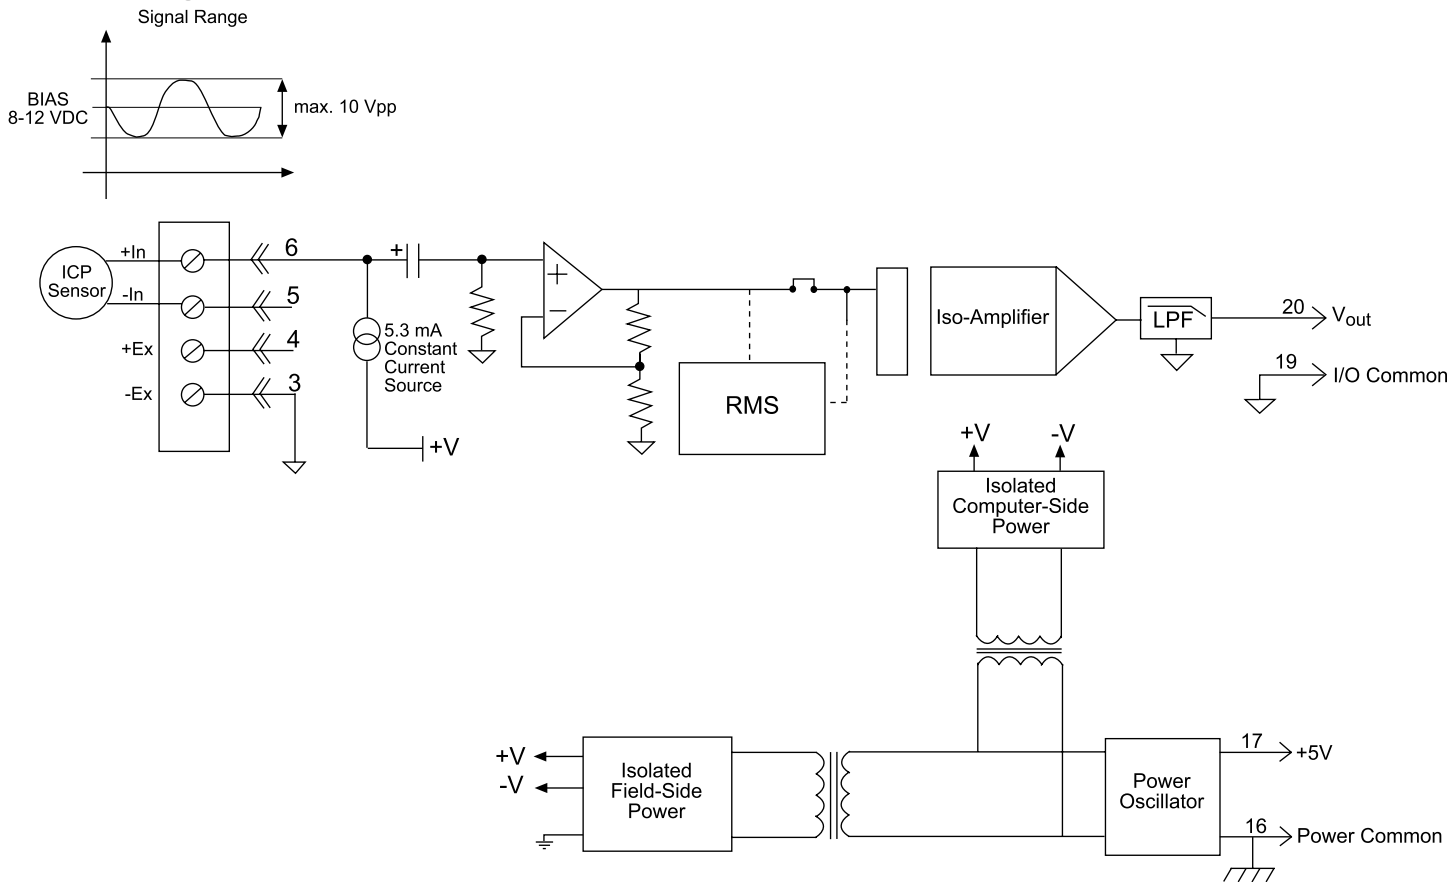 Signal Range
BIAS
8-12 VDC
max. 10 Vpp
ICP
Sensor
+In
-In
+Ex
-Ex
6
5
4
3
+
5.3 mA
Constant
Current
Source
+V
+
−
RMS
Iso-Amplifier
LPF
20
Vout
19
I/O Common
+V
-V
Isolated
Computer-Side
Power
+V
-V
Isolated
Field-Side
Power
Power
Oscillator
17
+5V
16
Power Common